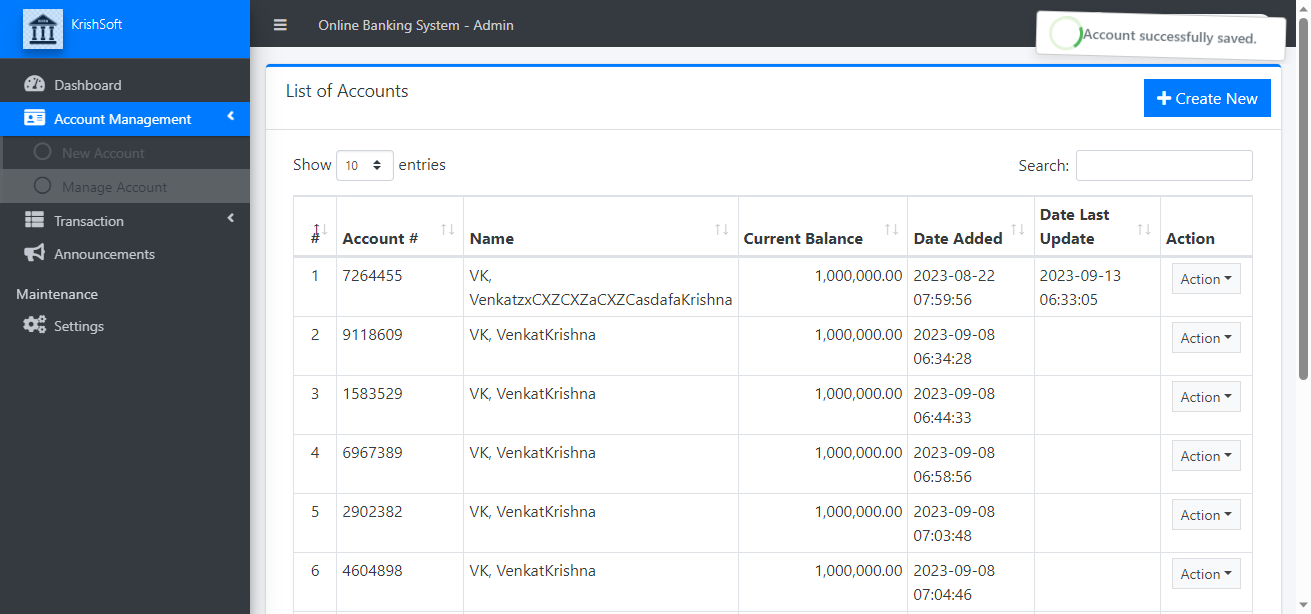 KrishSoft
Online Banking System - Admin
Account successfully saved.
Dashboard
Account Management
New Account
Manage Account
Transaction
Announcements
Maintenance
Settings
List of Accounts
Create New
Show 10 entries
Search:
# Account # Name Current Balance Date Added Date Last Update Action
1 7264455 VK, VenkatzxCXZCXZaCXZCasdafaKrishna 1,000,000.00 2023-08-22 07:59:56 2023-09-13 06:33:05 Action
2 9118609 VK, VenkatKrishna 1,000,000.00 2023-09-08 06:34:28 Action
3 1583529 VK, VenkatKrishna 1,000,000.00 2023-09-08 06:44:33 Action
4 6967389 VK, VenkatKrishna 1,000,000.00 2023-09-08 06:58:56 Action
5 2902382 VK, VenkatKrishna 1,000,000.00 2023-09-08 07:03:48 Action
6 4604898 VK, VenkatKrishna 1,000,000.00 2023-09-08 07:04:46 Action